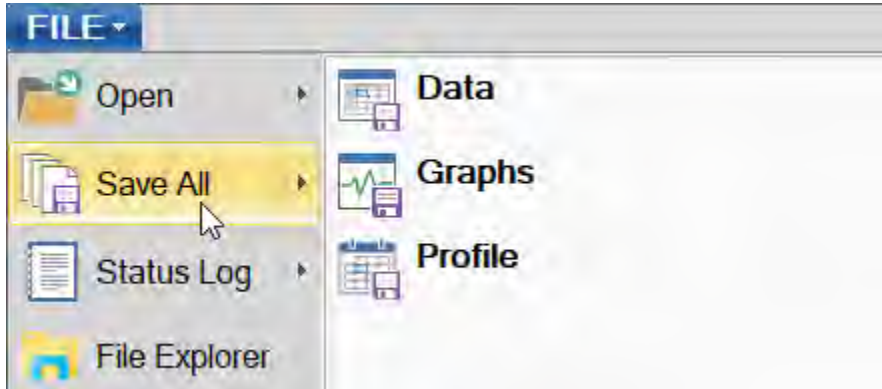 FILE
Open
Save All
Status Log
File Explorer
Data
Graphs
Profile